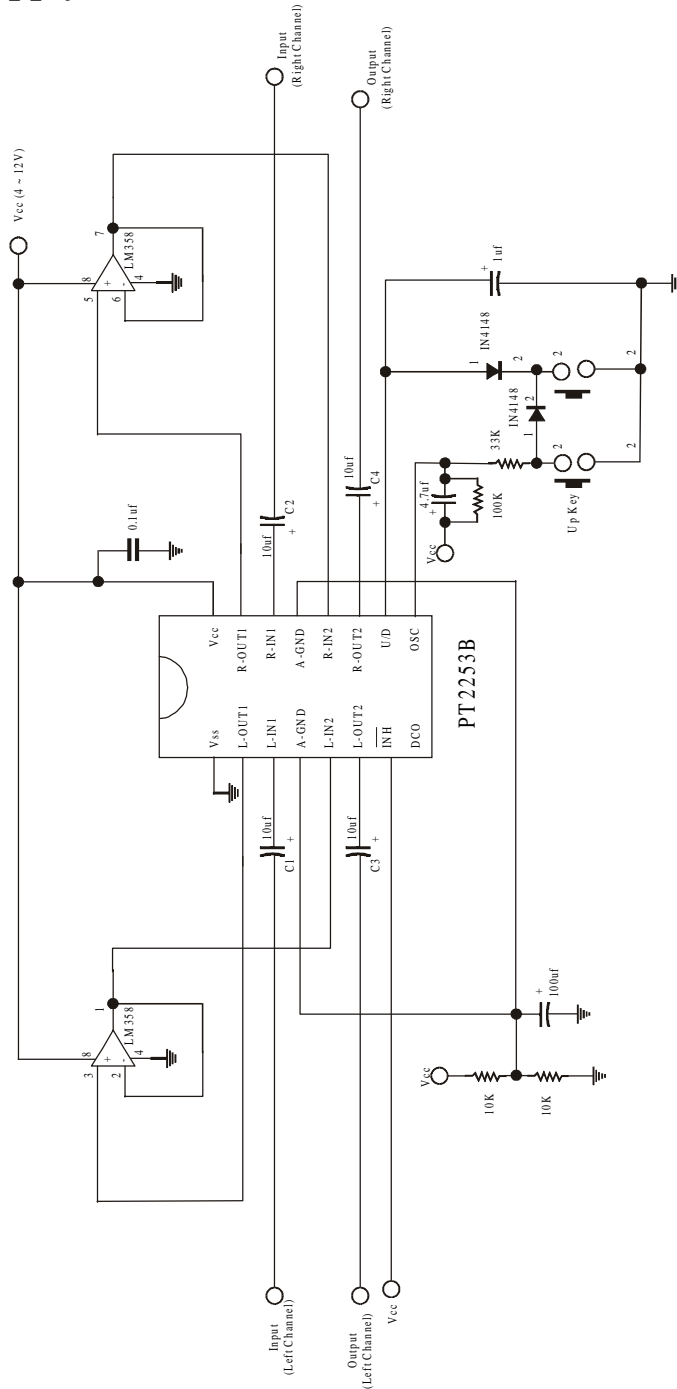 Vcc (4 ~ 12V)
3
8
+
2
-
4
LM358
1
5
8
+
6
-
4
LM358
7
0.1uf
Input
(Left Channel)
C1
10uf
+
Output
(Left Channel)
C3
10uf
+
Vcc
Vss
L-OUT1
L-IN1
A-GND
L-IN2
L-OUT2
INH
DCO
Vcc
R-OUT1
R-IN1
A-GND
R-IN2
R-OUT2
U/D
OSC
PT2253B
10uf
+
C2
Input
(Right Channel)
10uf
+
C4
Output
(Right Channel)
Vcc
10K
10K
+
100uf
Vcc
+
4.7uf
100K
33K
1
2
IN4148
1
2
IN4148
+
1uf
2
2
Up Key
2
2